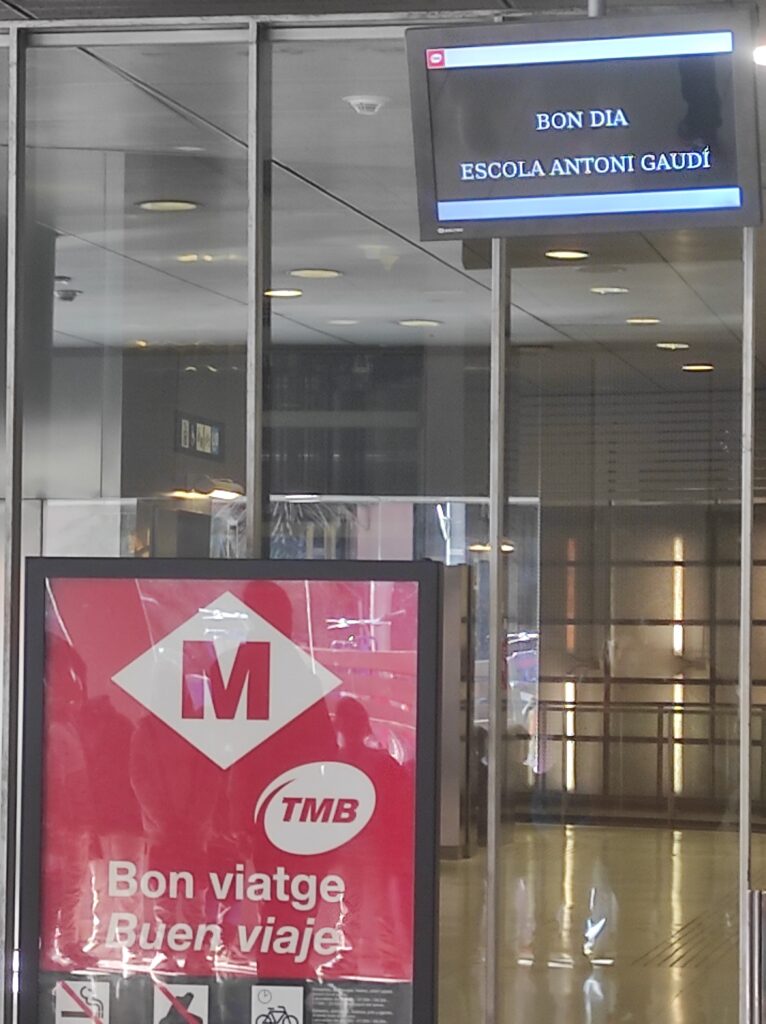 BON DIA
ESCOLA ANTONI GAUDÍ
M
TMB
Bon viatge
Buen viaje